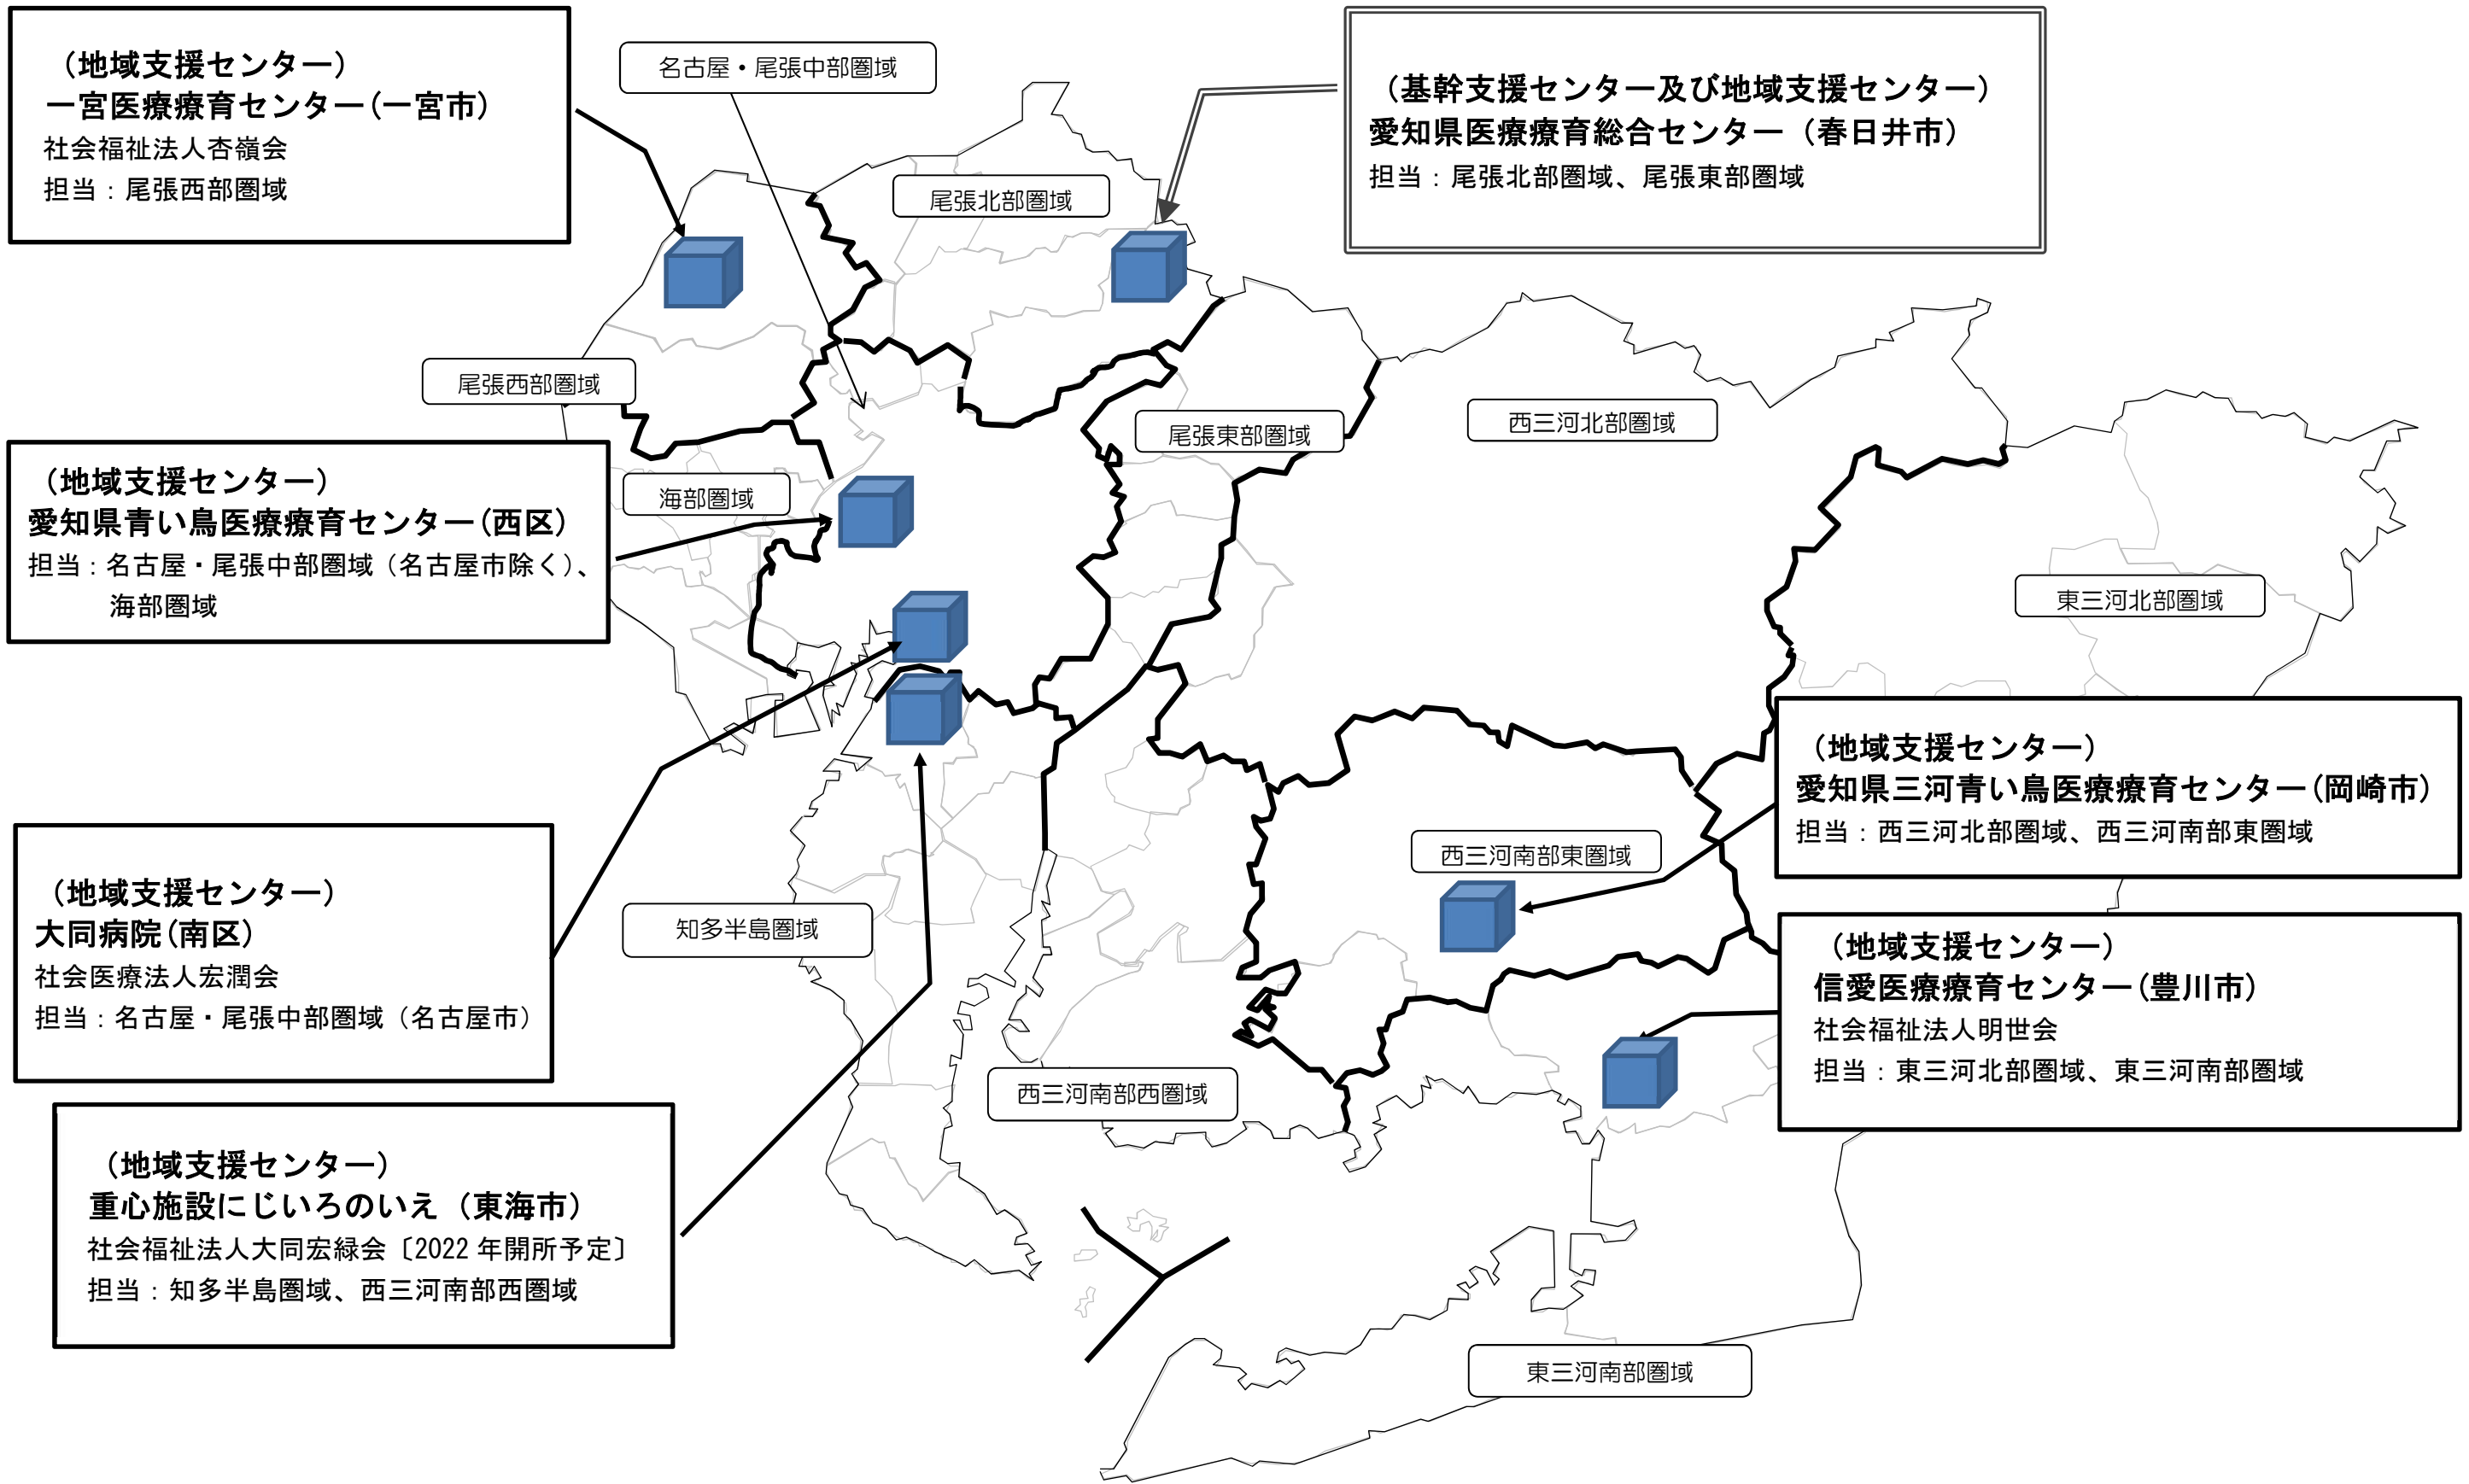 （地域支援センター）
一宮医療療育センター(一宮市)
社会福祉法人杏嶺会
担当：尾張西部圏域
名古屋・尾張中部圏域
（基幹支援センター及び地域支援センター）
愛知県医療療育総合センター（春日井市）
担当：尾張北部圏域、尾張東部圏域
尾張北部圏域
尾張西部圏域
尾張東部圏域
西三河北部圏域
（地域支援センター）
愛知県青い鳥医療療育センター(西区)
担当：名古屋・尾張中部圏域（名古屋市除く）、
海部圏域
海部圏域
東三河北部圏域
（地域支援センター）
愛知県三河青い鳥医療療育センター(岡崎市)
担当：西三河北部圏域、西三河南部東圏域
西三河南部東圏域
（地域支援センター）
大同病院(南区)
社会医療法人宏潤会
担当：名古屋・尾張中部圏域（名古屋市）
知多半島圏域
（地域支援センター）
信愛医療療育センター(豊川市)
社会福祉法人明世会
担当：東三河北部圏域、東三河南部圏域
西三河南部西圏域
（地域支援センター）
重心施設にじいろのいえ（東海市）
社会福祉法人大同宏緑会〔2022 年開所予定〕
担当：知多半島圏域、西三河南部西圏域
東三河南部圏域